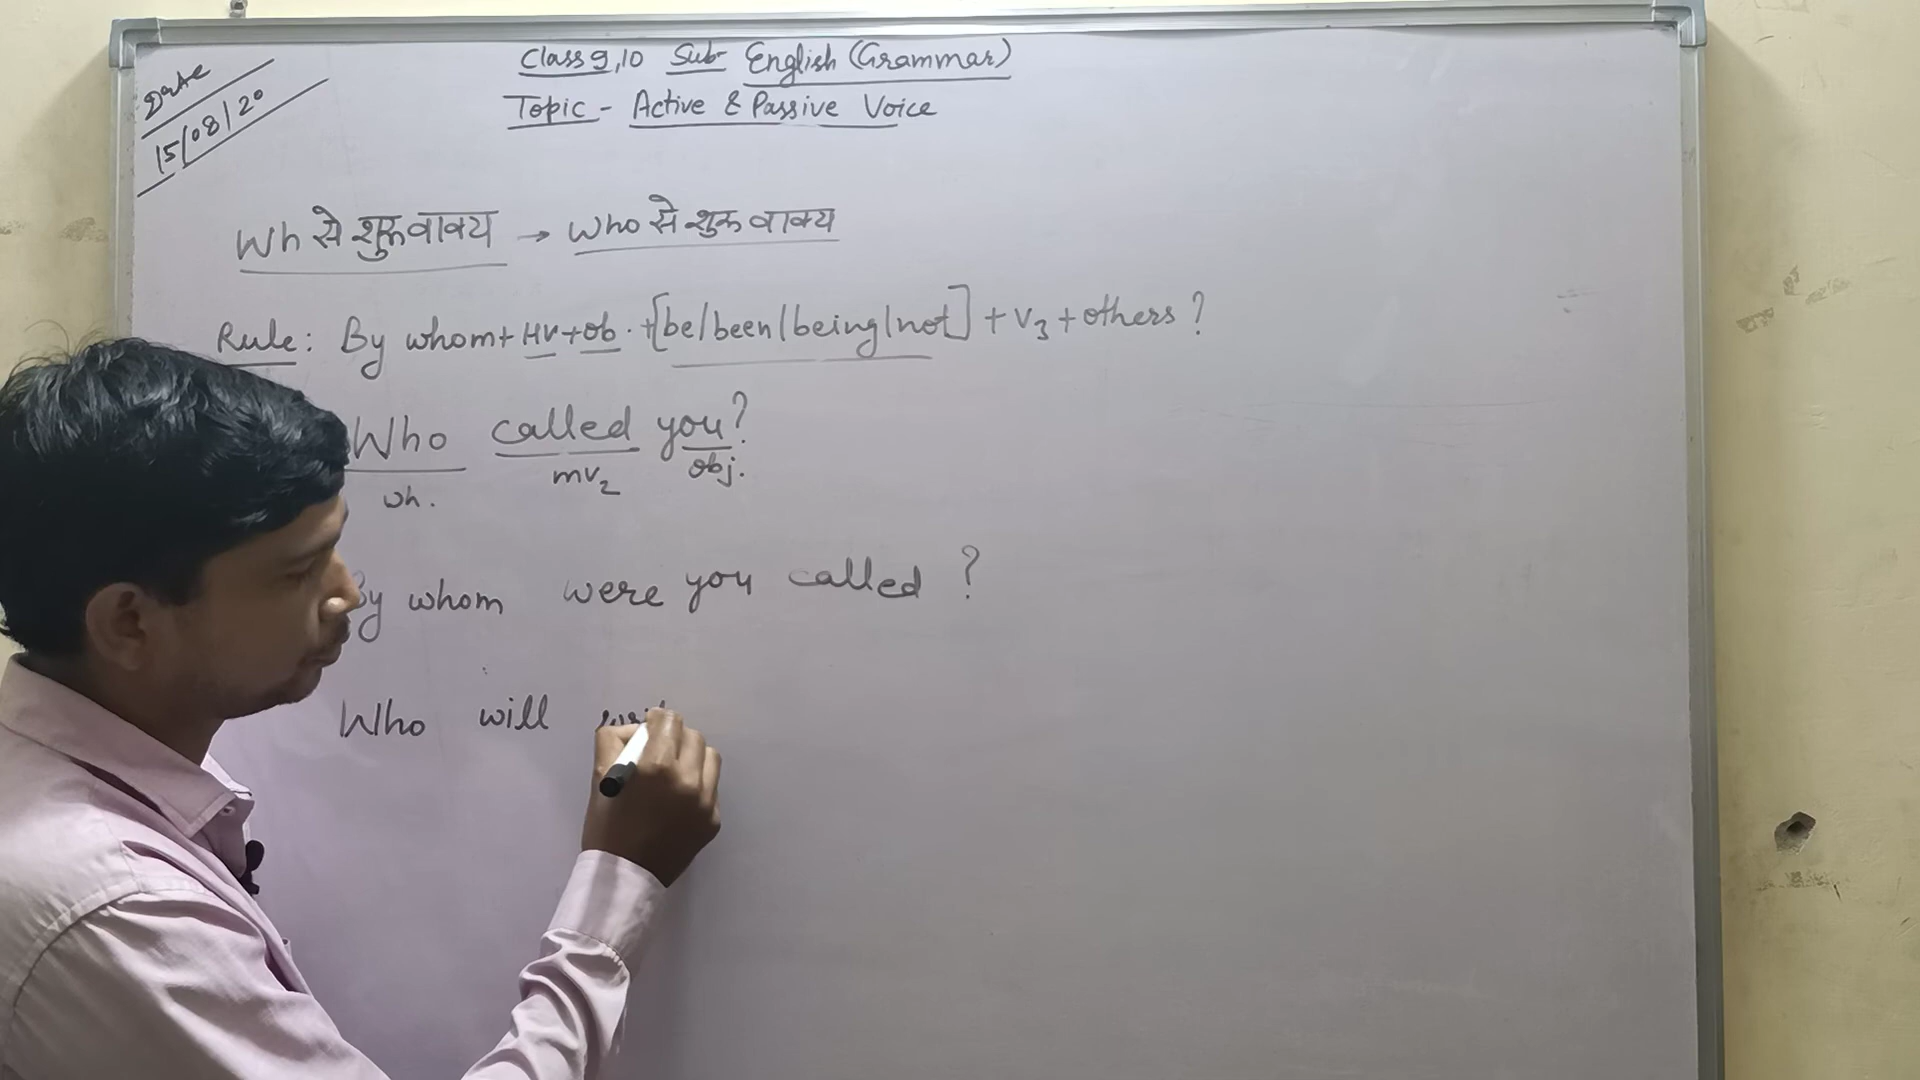 Date
15/08/20
Class 9,10 Sub- English (Grammar)
Topic - Active & Passive Voice
Wh से शुरू वाक्य → Who से शुरू वाक्य
Rule: By whom + HV + ob. + [be/been/being/not] + V3 + others?
Who called you?
wh. mv2 obj.
By whom were you called?
Who will